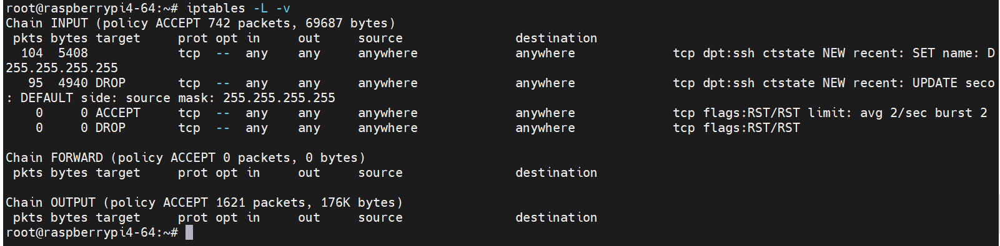 root@raspberrypi4-64:~# iptables -L -v
Chain INPUT (policy ACCEPT 742 packets, 69687 bytes)
 pkts bytes target     prot opt in     out     source               destination
  104  5408            tcp  --  any    any     anywhere             anywhere             tcp dpt:ssh ctstate NEW recent: SET name: D
255.255.255.255
   95  4940 DROP       tcp  --  any    any     anywhere             anywhere             tcp dpt:ssh ctstate NEW recent: UPDATE seco
: DEFAULT side: source mask: 255.255.255.255
    0     0 ACCEPT     tcp  --  any    any     anywhere             anywhere             tcp flags:RST/RST limit: avg 2/sec burst 2
    0     0 DROP       tcp  --  any    any     anywhere             anywhere             tcp flags:RST/RST

Chain FORWARD (policy ACCEPT 0 packets, 0 bytes)
 pkts bytes target     prot opt in     out     source               destination

Chain OUTPUT (policy ACCEPT 1621 packets, 176K bytes)
 pkts bytes target     prot opt in     out     source               destination
root@raspberrypi4-64:~#